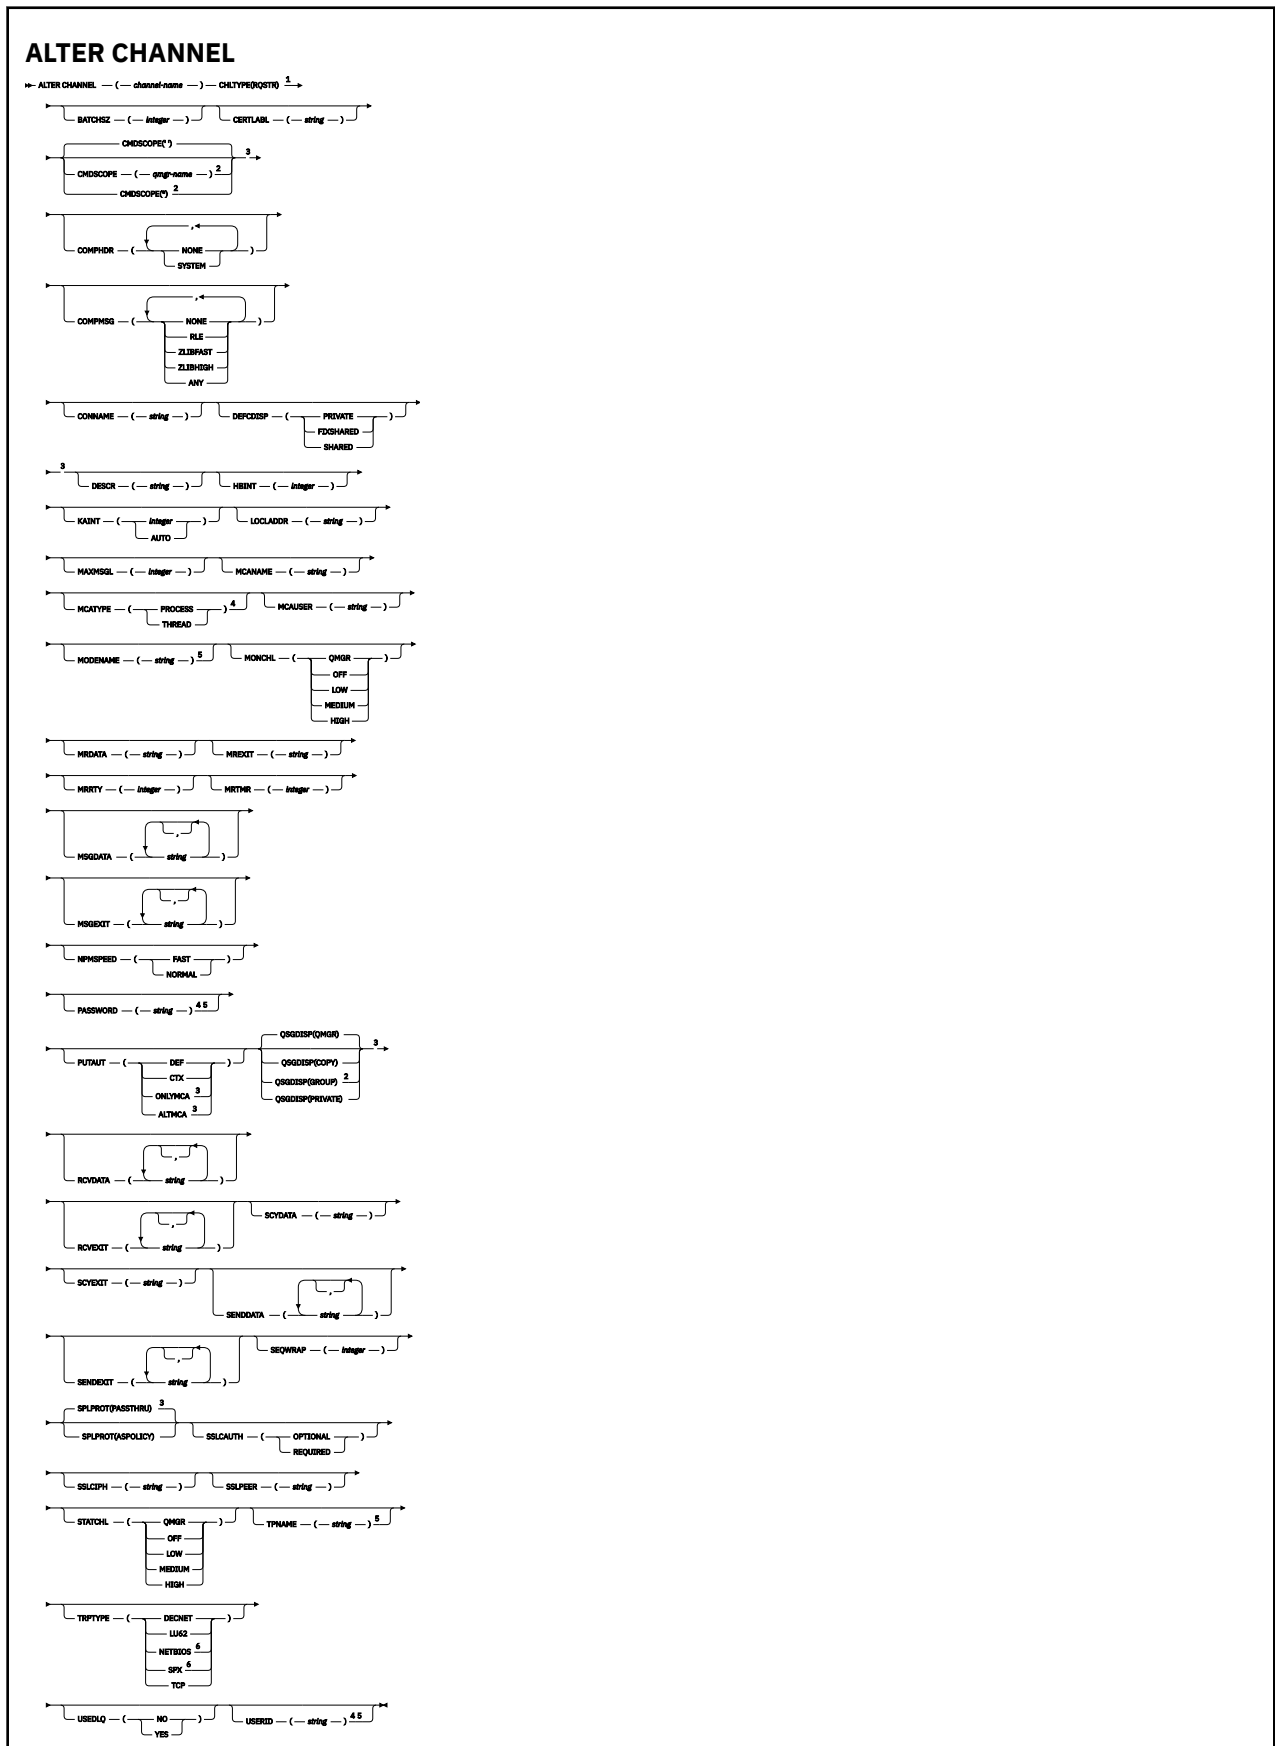 ALTER CHANNEL
ALTER CHANNEL ( channel-name ) CHLTYPE(RQSTR) 1
BATCHSZ ( integer ) CERTLABL ( string )
CMDSCOPE(' ')
3
CMDSCOPE ( qmgr-name ) 2
CMDSCOPE(*) 2
,
COMPHDR ( NONE )
SYSTEM
,
COMPMSG ( NONE )
RLE
ZLIBFAST
ZLIBHIGH
ANY
CONNAME ( string ) DEFCDISP ( PRIVATE )
FIXSHARED
SHARED
3
DESCR ( string ) HBINT ( integer )
KAINT ( integer ) LOCLADDR ( string )
AUTO
MAXMSGL ( integer ) MCANAME ( string )
MCATYPE ( PROCESS ) 4 MCAUSER ( string )
THREAD
MODENAME ( string ) 5 MONCHL ( QMGR )
OFF
LOW
MEDIUM
HIGH
MRDATA ( string ) MREXIT ( string )
MRRTY ( integer ) MRTMR ( integer )
,
MSGDATA ( string )
,
MSGEXIT ( string )
NPMSPEED ( FAST )
NORMAL
PASSWORD ( string ) 4 5
QSGDISP(QMGR)
3
PUTAUT ( DEF ) QSGDISP(COPY)
CTX QSGDISP(GROUP) 2
ONLYMCA 3 QSGDISP(PRIVATE)
ALTMCA 3
,
RCVDATA ( string )
,
SCYDATA ( string )
RCVEXIT ( string )
SCYEXIT ( string )
,
SENDDATA ( string )
,
SEQWRAP ( integer )
SENDEXIT ( string )
SPLPROT(PASSTHRU) 3
SPLPROT(ASPOLICY) SSLCAUTH ( OPTIONAL )
REQUIRED
SSLCIPH ( string ) SSLPEER ( string )
STATCHL ( QMGR ) TPNAME ( string ) 5
OFF
LOW
MEDIUM
HIGH
TRPTYPE ( DECNET )
LU62
NETBIOS 6
SPX 6
TCP
USEDLQ ( NO ) USERID ( string ) 4 5
YES